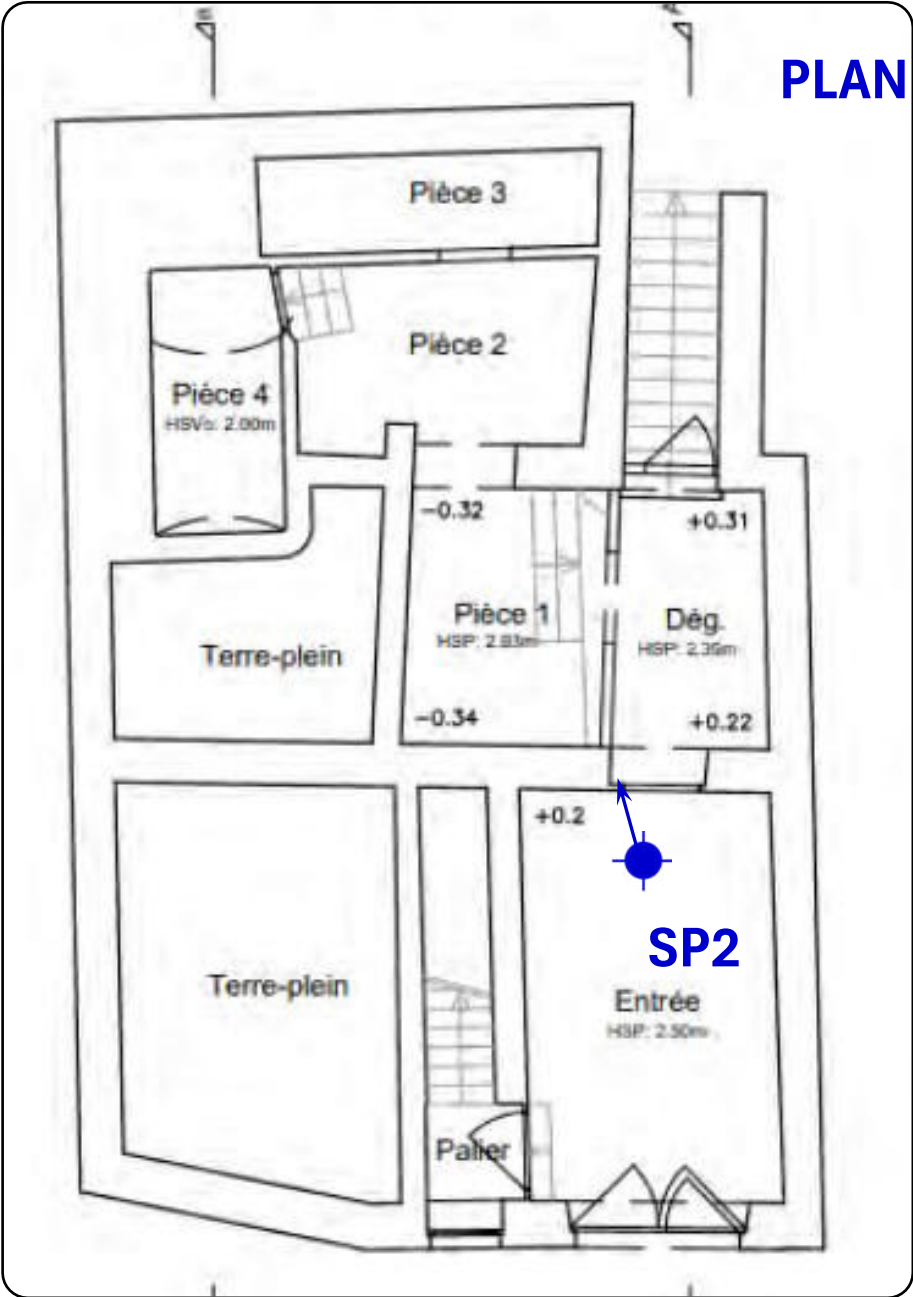 PLAN
Pièce 3
Pièce 2
Pièce 4
HSVo: 2.00m
-0.32
+0.31
Pièce 1
HSP: 2.83m
Dég.
HSP: 2.35m
Terre-plein
-0.34
+0.22
+0.2
SP2
Terre-plein
Entrée
HSP: 2.50m
Palier